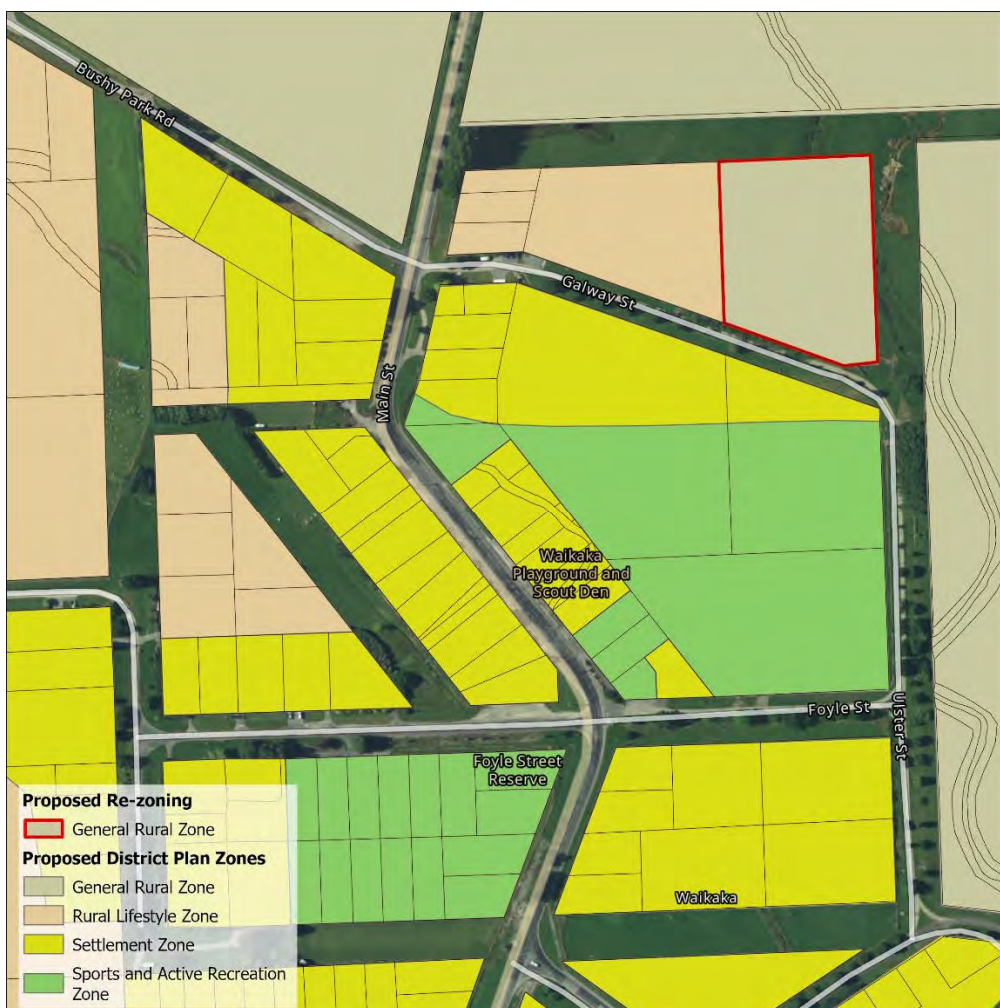 Bushy Park Rd
Galway St
Main St
Waikaka
Playground and
Scout Den
Foyle St
Ulster St
Foyle Street
Reserve
Waikaka
Proposed Re-zoning
General Rural Zone
Proposed District Plan Zones
General Rural Zone
Rural Lifestyle Zone
Settlement Zone
Sports and Active Recreation
Zone